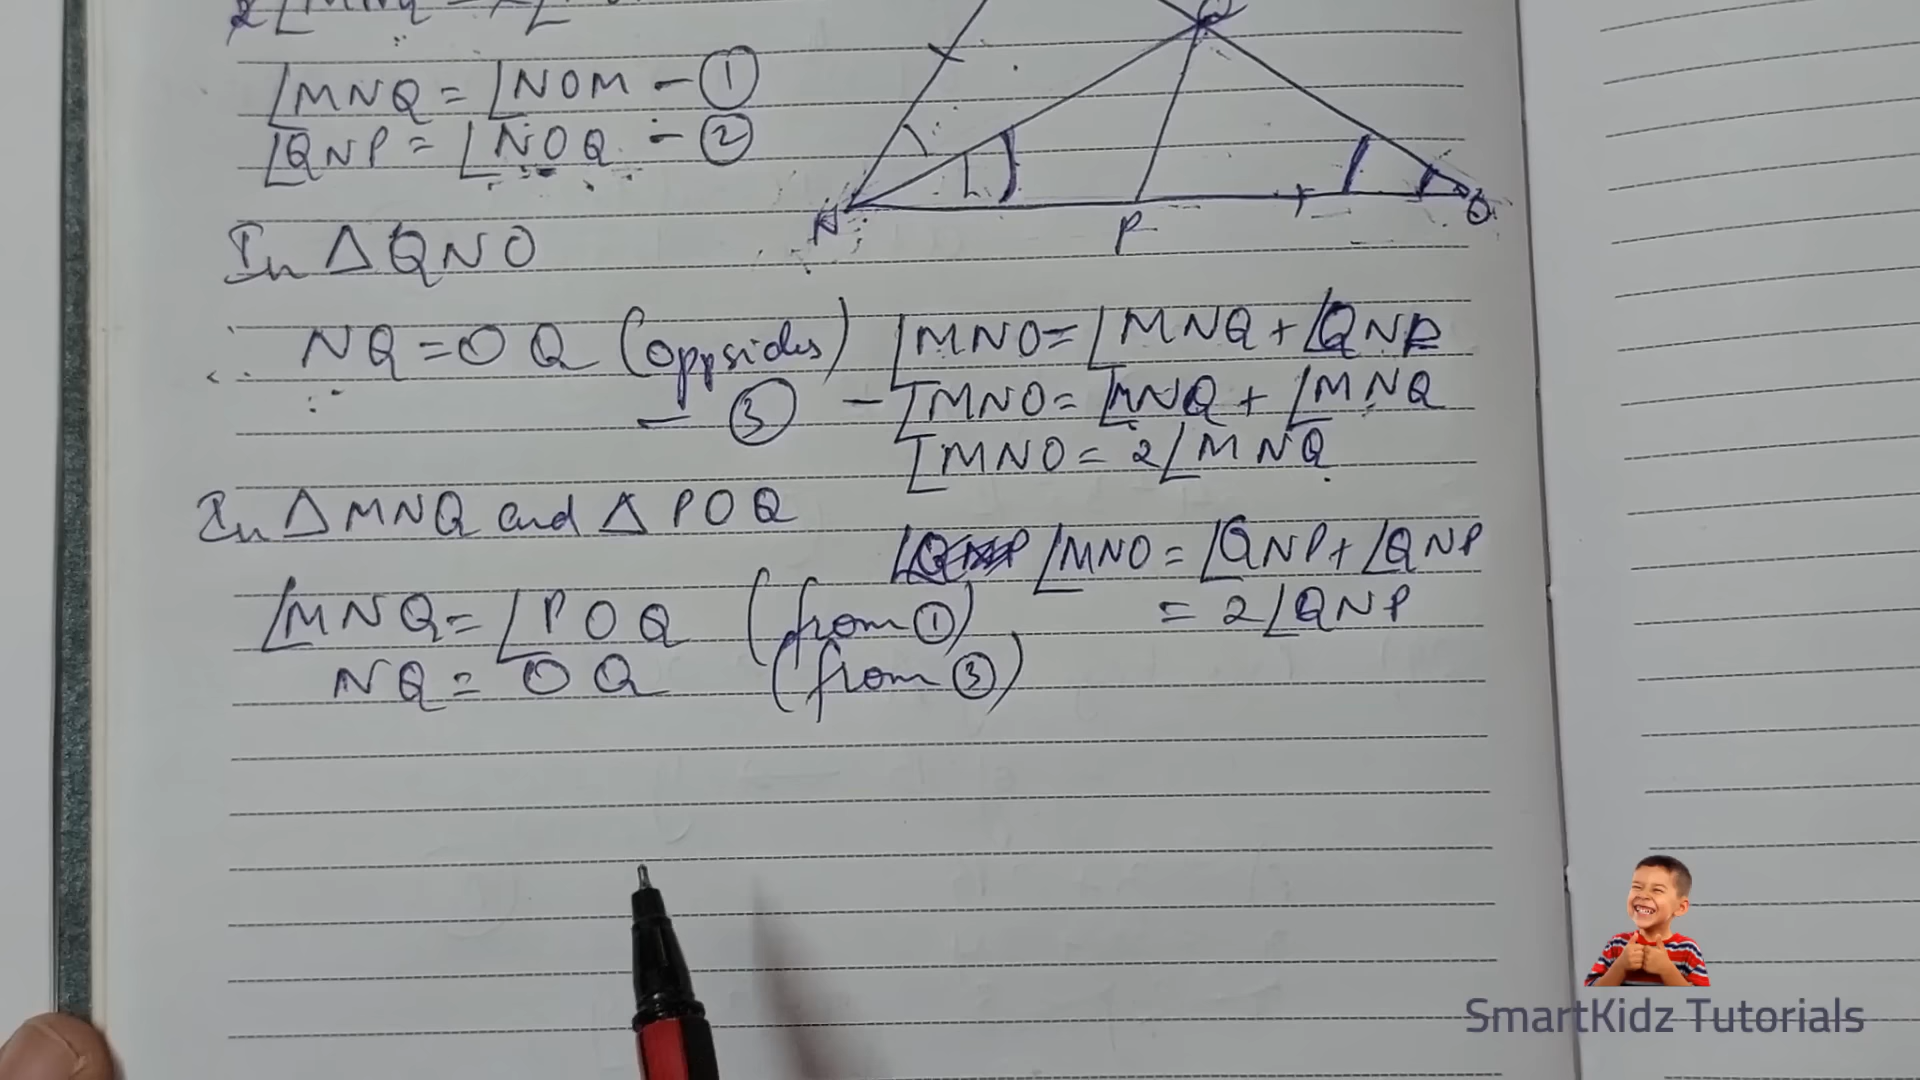 ∠MNQ = ∠NOM - ①
∠QNP = ∠NOQ - ②
N
P
O
In △ QNO
∴ NQ = OQ (opp sides) - ③
∠MNO = ∠MNQ + ∠QNP
- ∠MNO = ∠MNQ + ∠MNQ
∠MNO = 2∠MNQ
In △ MNQ and △ POQ
∠MNO = ∠QNP + ∠QNP
= 2∠QNP
∠MNQ = ∠POQ (from ①)
NQ = OQ (from ③)
SmartKidz Tutorials